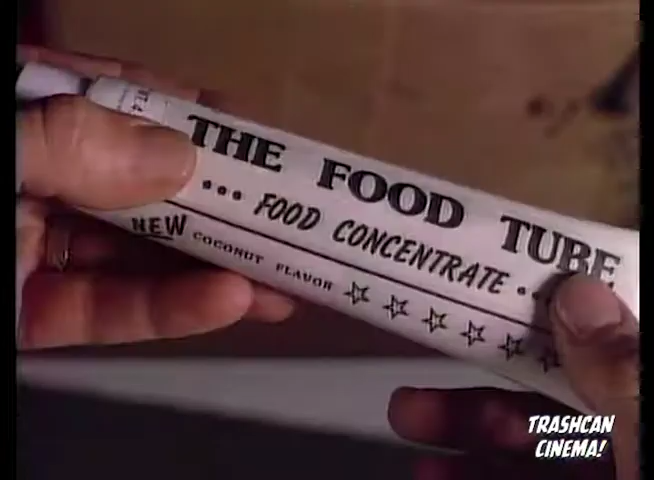 THE FOOD TUBE
... FOOD CONCENTRATE ..
NEW COCONUT FLAVOR
TRASHCAN
CINEMA!